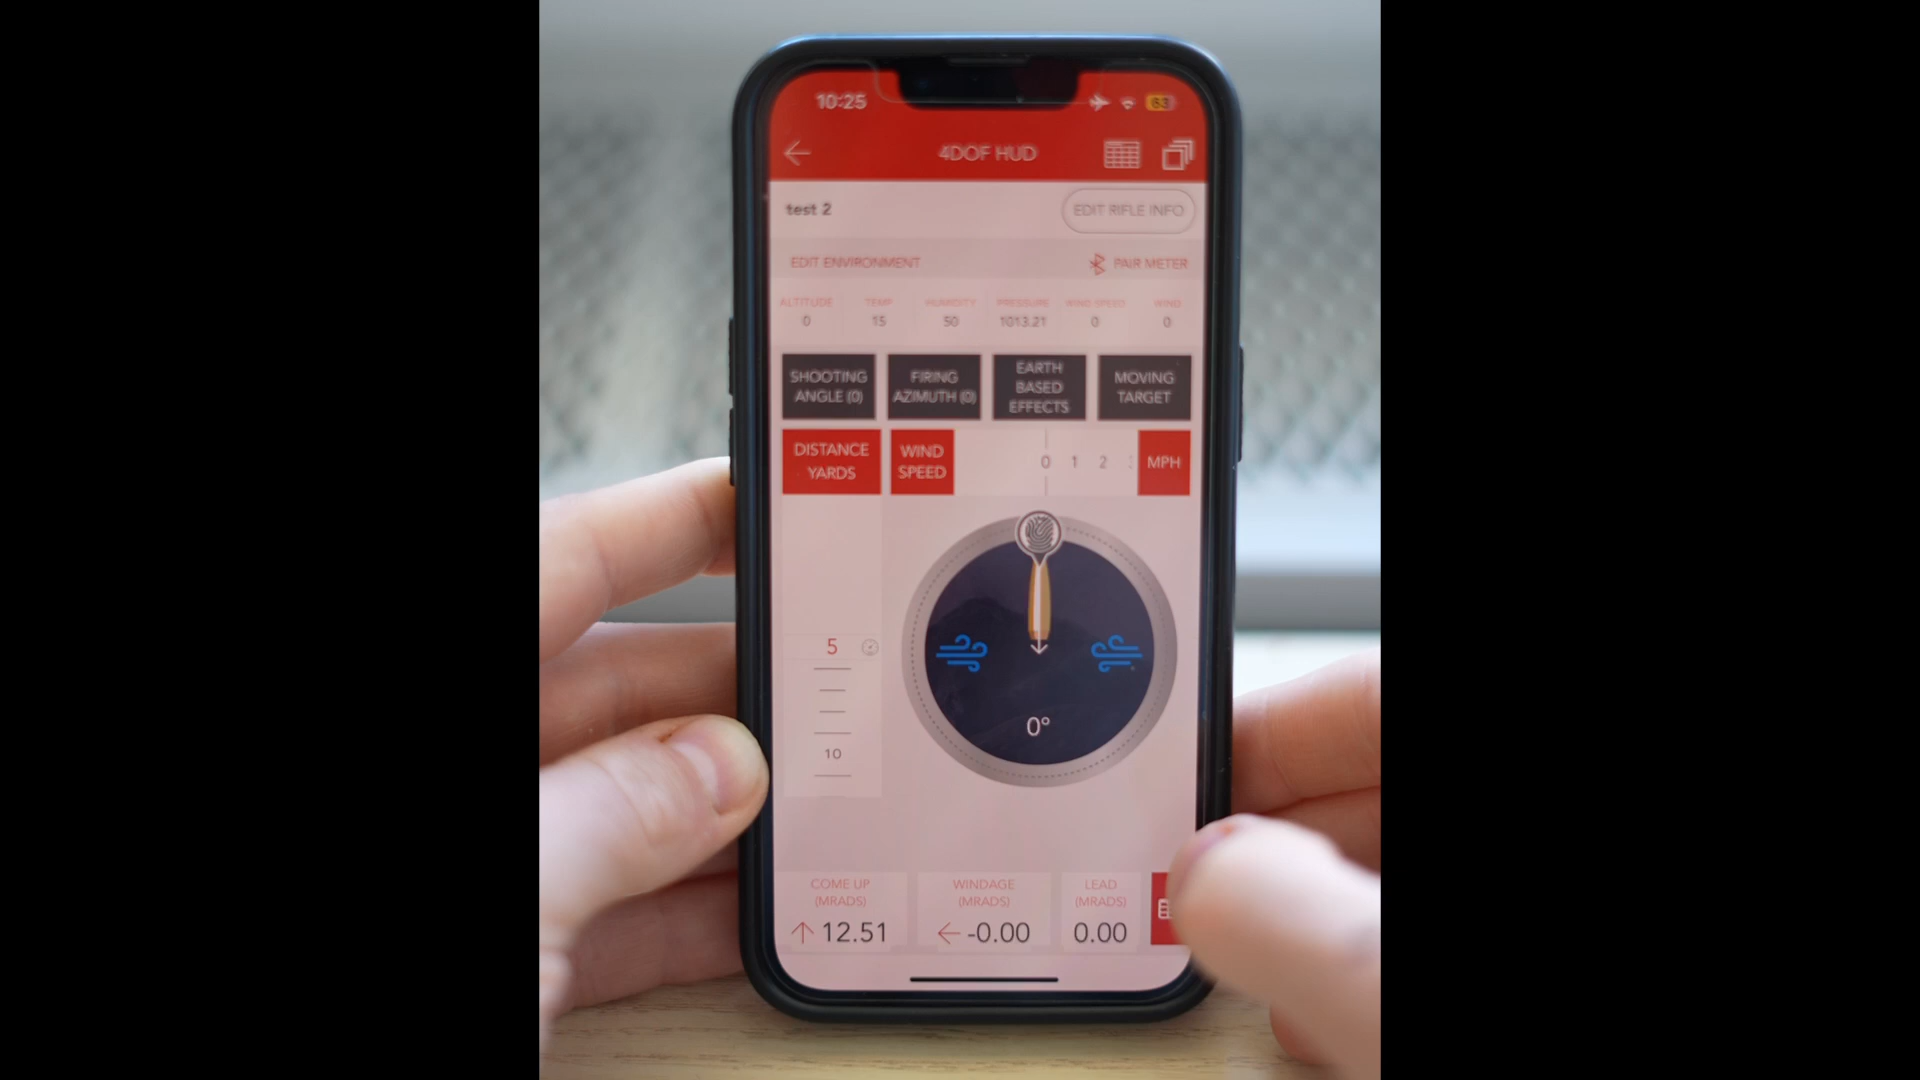 10:25
63
4DOF HUD
test 2
EDIT RIFLE INFO
EDIT ENVIRONMENT
PAIR METER
ALTITUDE TEMP HUMIDITY PRESSURE WIND SPEED WIND
0 15 50 1013.21 0 0
SHOOTING
ANGLE (0)
FIRING
AZIMUTH (0)
EARTH
BASED
EFFECTS
MOVING
TARGET
DISTANCE
YARDS
WIND
SPEED
0 1 2
MPH
5
10
0°
COME UP
(MRADS)
↑ 12.51
WINDAGE
(MRADS)
← -0.00
LEAD
(MRADS)
0.00